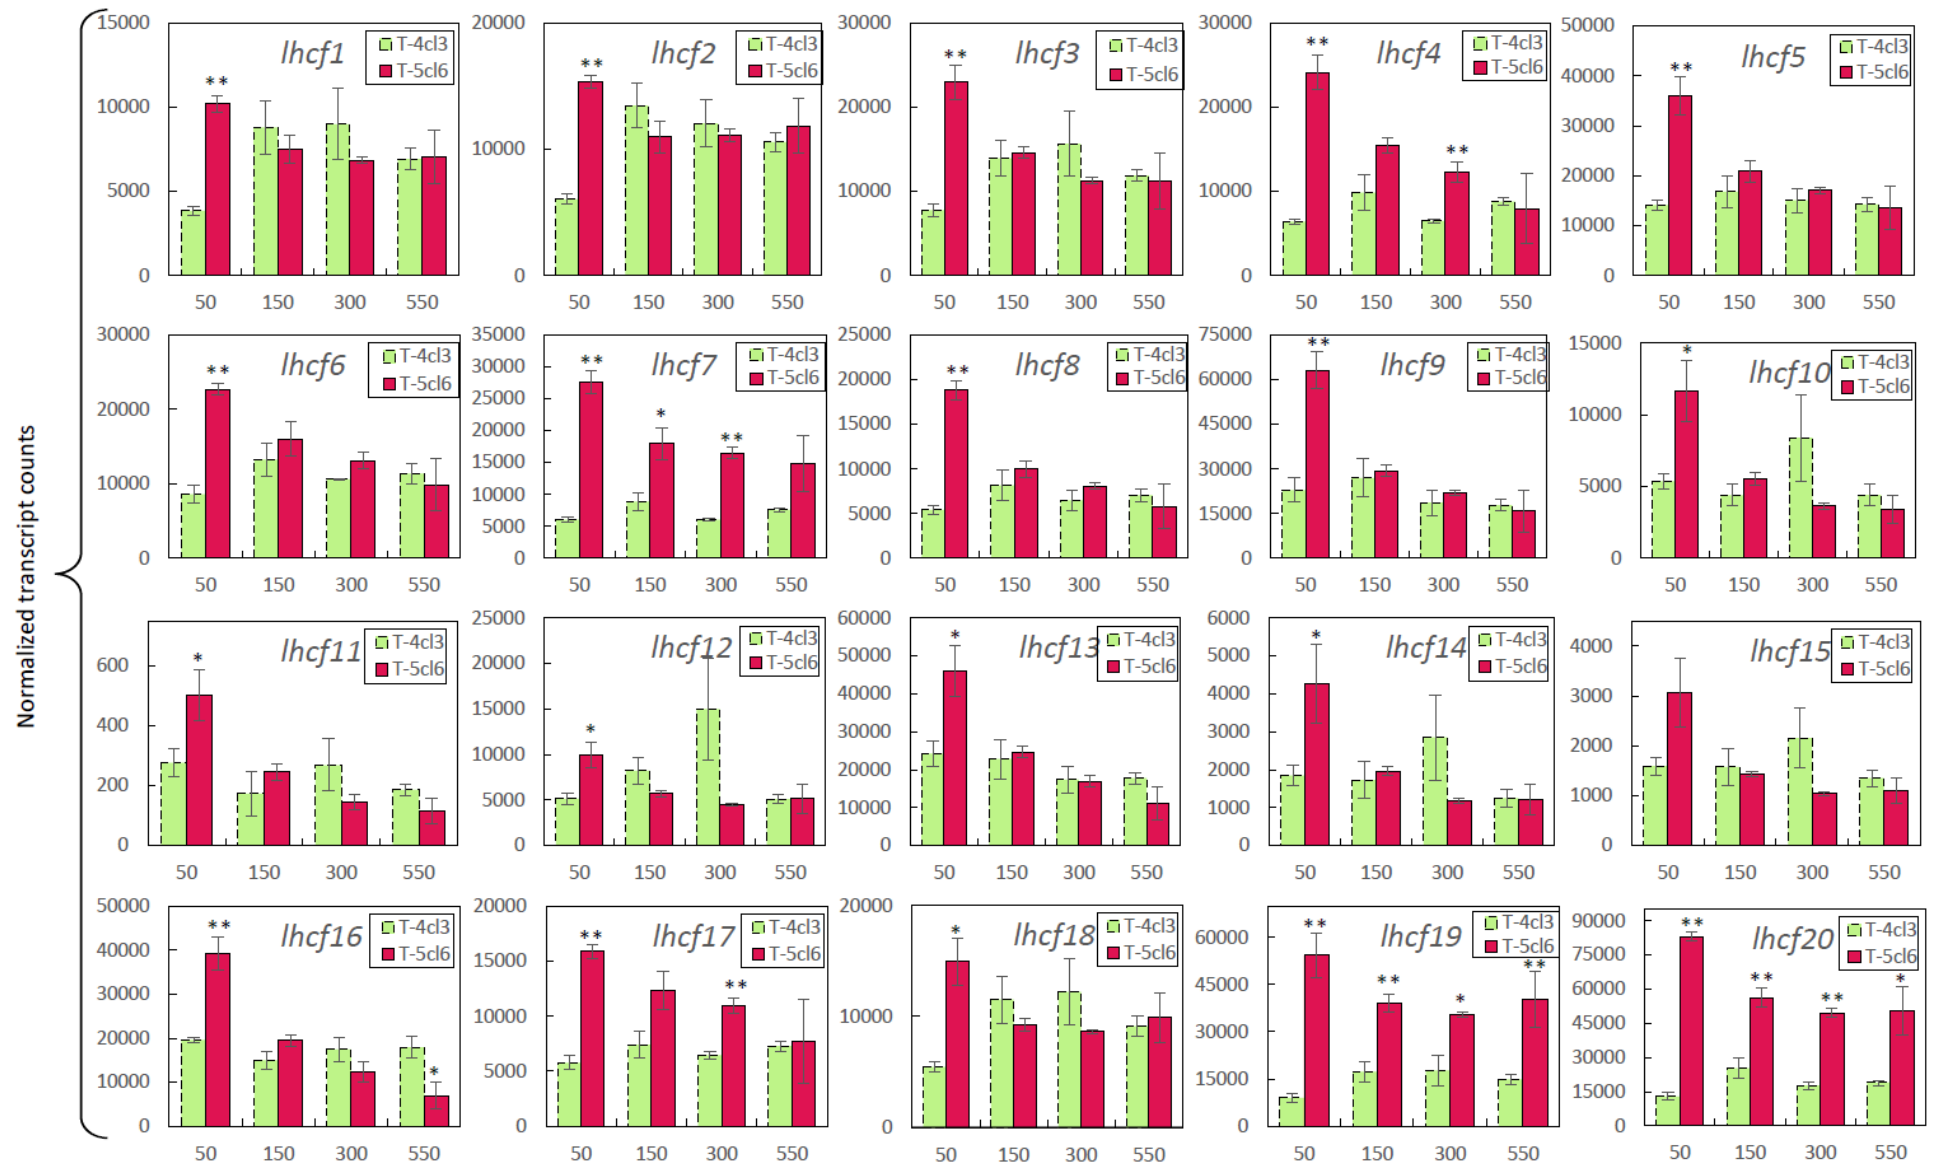 Normalized transcript counts
lhcf1
T-4cl3
T-5cl6
**
15000
10000
5000
0
50 150 300 550
lhcf2
T-4cl3
T-5cl6
**
20000
10000
0
50 150 300 550
lhcf3
T-4cl3
T-5cl6
**
30000
20000
10000
0
50 150 300 550
lhcf4
T-4cl3
T-5cl6
**
**
30000
20000
10000
0
50 150 300 550
lhcf5
T-4cl3
T-5cl6
**
50000
40000
30000
20000
10000
0
50 150 300 550
lhcf6
T-4cl3
T-5cl6
**
30000
20000
10000
0
50 150 300 550
lhcf7
T-4cl3
T-5cl6
**
*
**
35000
30000
25000
20000
15000
10000
5000
0
50 150 300 550
lhcf8
T-4cl3
T-5cl6
**
25000
20000
15000
10000
5000
0
50 150 300 550
lhcf9
T-4cl3
T-5cl6
**
75000
60000
45000
30000
15000
0
50 150 300 550
lhcf10
T-4cl3
T-5cl6
*
15000
10000
5000
0
50 150 300 550
lhcf11
T-4cl3
T-5cl6
*
600
400
200
0
50 150 300 550
lhcf12
T-4cl3
T-5cl6
*
25000
20000
15000
10000
5000
0
50 150 300 550
lhcf13
T-4cl3
T-5cl6
*
60000
50000
40000
30000
20000
10000
0
50 150 300 550
lhcf14
T-4cl3
T-5cl6
*
6000
5000
4000
3000
2000
1000
0
50 150 300 550
lhcf15
T-4cl3
T-5cl6
4000
3000
2000
1000
0
50 150 300 550
lhcf16
T-4cl3
T-5cl6
**
*
50000
40000
30000
20000
10000
0
50 150 300 550
lhcf17
T-4cl3
T-5cl6
**
**
20000
15000
10000
5000
0
50 150 300 550
lhcf18
T-4cl3
T-5cl6
*
20000
10000
0
50 150 300 550
lhcf19
T-4cl3
T-5cl6
**
**
*
**
60000
45000
30000
15000
0
50 150 300 550
lhcf20
T-4cl3
T-5cl6
**
**
**
*
90000
75000
60000
45000
30000
15000
0
50 150 300 550